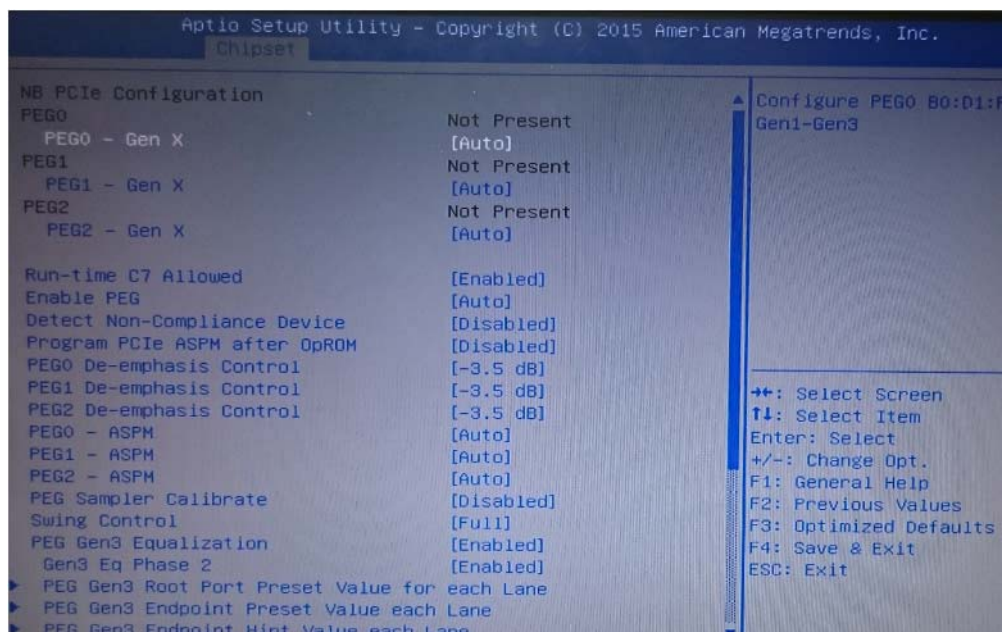 Aptio Setup Utility – Copyright (C) 2015 American Megatrends, Inc.
Chipset
NB PCIe Configuration
PEG0 Not Present
PEG0 – Gen X [Auto]
PEG1 Not Present
PEG1 – Gen X [Auto]
PEG2 Not Present
PEG2 – Gen X [Auto]
Run-time C7 Allowed [Enabled]
Enable PEG [Auto]
Detect Non-Compliance Device [Disabled]
Program PCIe ASPM after OpROM [Disabled]
PEG0 De-emphasis Control [-3.5 dB]
PEG1 De-emphasis Control [-3.5 dB]
PEG2 De-emphasis Control [-3.5 dB]
PEG0 – ASPM [Auto]
PEG1 – ASPM [Auto]
PEG2 – ASPM [Auto]
PEG Sampler Calibrate [Disabled]
Swing Control [Full]
PEG Gen3 Equalization [Enabled]
Gen3 Eq Phase 2 [Enabled]
PEG Gen3 Root Port Preset Value for each Lane
PEG Gen3 Endpoint Preset Value each Lane
PEG Gen3 Endpoint Hint Value each Lane
Configure PEG0 B0:D1:F
Gen1-Gen3
→←: Select Screen
↑↓: Select Item
Enter: Select
+/-: Change Opt.
F1: General Help
F2: Previous Values
F3: Optimized Defaults
F4: Save & Exit
ESC: Exit